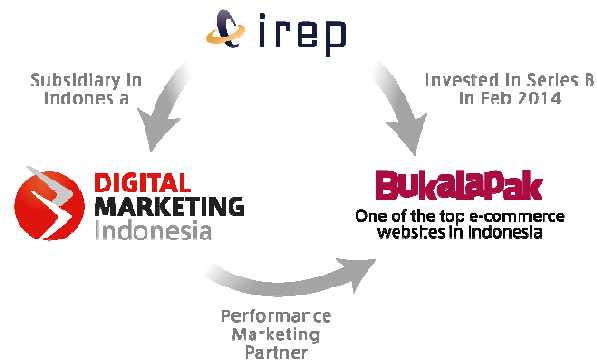 irep
Subsidiary in
Indonesia
Invested in Series B
in Feb 2014
DIGITAL
MARKETING
Indonesia
BukaLapak
One of the top e-commerce
websites in Indonesia
Performance
Marketing
Partner